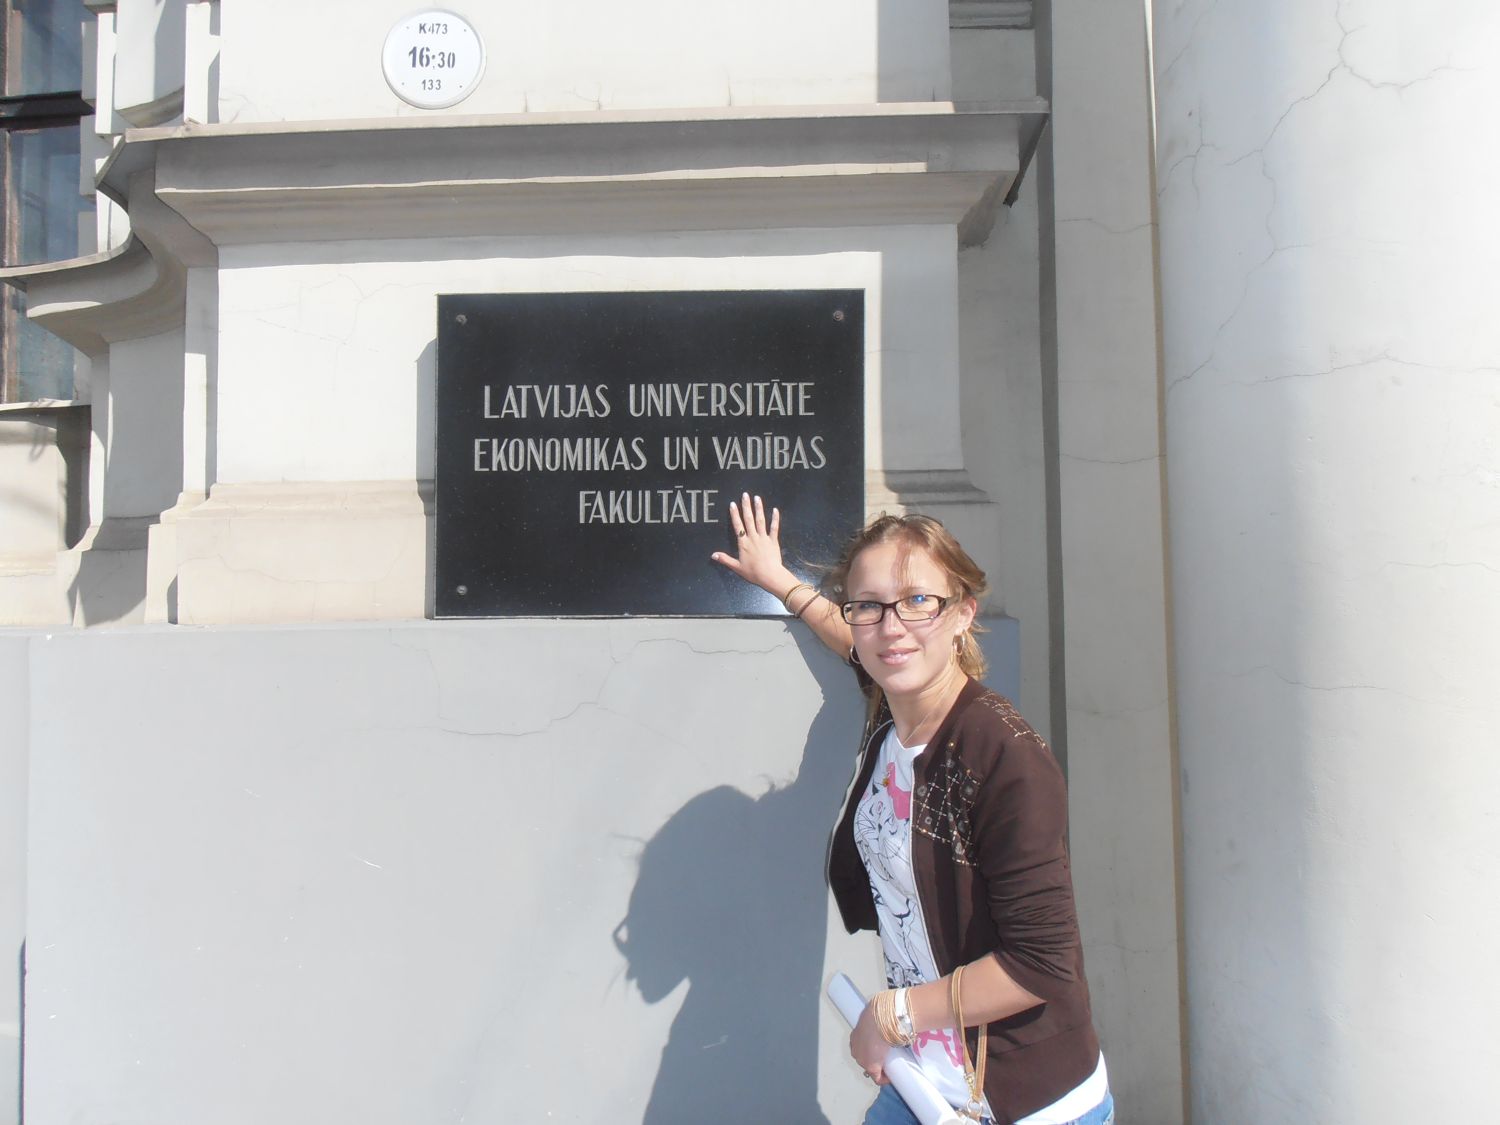 K473
16:30
133
LATVIJAS UNIVERSITĀTE
EKONOMIKAS UN VADĪBAS
FAKULTĀTE